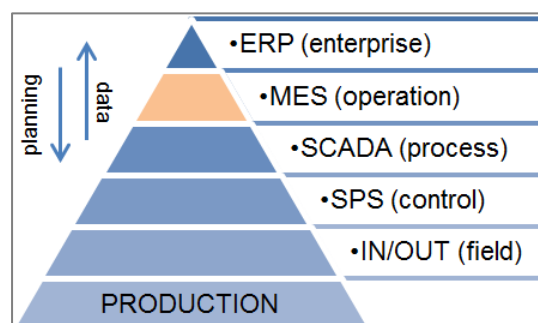 planning
data
•ERP (enterprise)
•MES (operation)
•SCADA (process)
•SPS (control)
•IN/OUT (field)
PRODUCTION